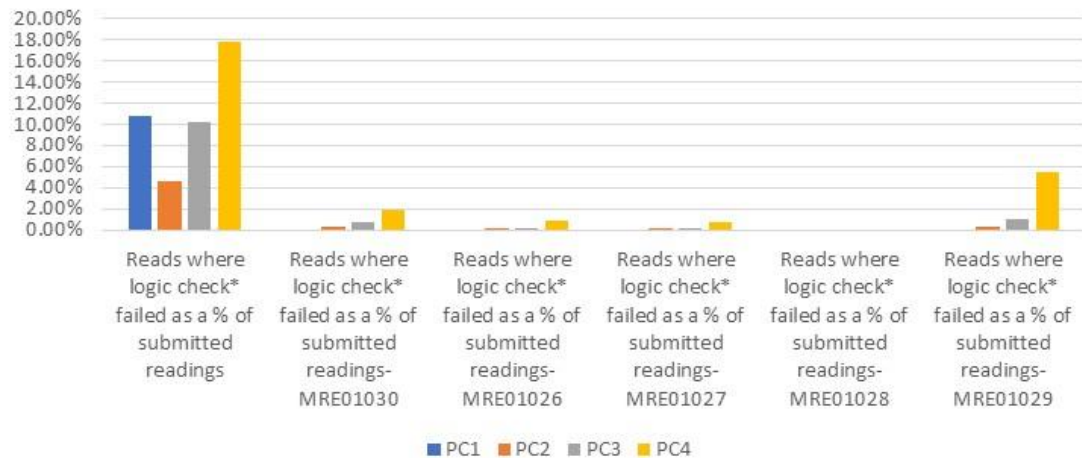 20.00%
18.00%
16.00%
14.00%
12.00%
10.00%
8.00%
6.00%
4.00%
2.00%
0.00%
Reads where
logic check*
failed as a % of
submitted
readings
Reads where
logic check*
failed as a % of
submitted
readings-
MRE01030
Reads where
logic check*
failed as a % of
submitted
readings-
MRE01026
Reads where
logic check*
failed as a % of
submitted
readings-
MRE01027
Reads where
logic check*
failed as a % of
submitted
readings-
MRE01028
Reads where
logic check*
failed as a % of
submitted
readings-
MRE01029
PC1 PC2 PC3 PC4